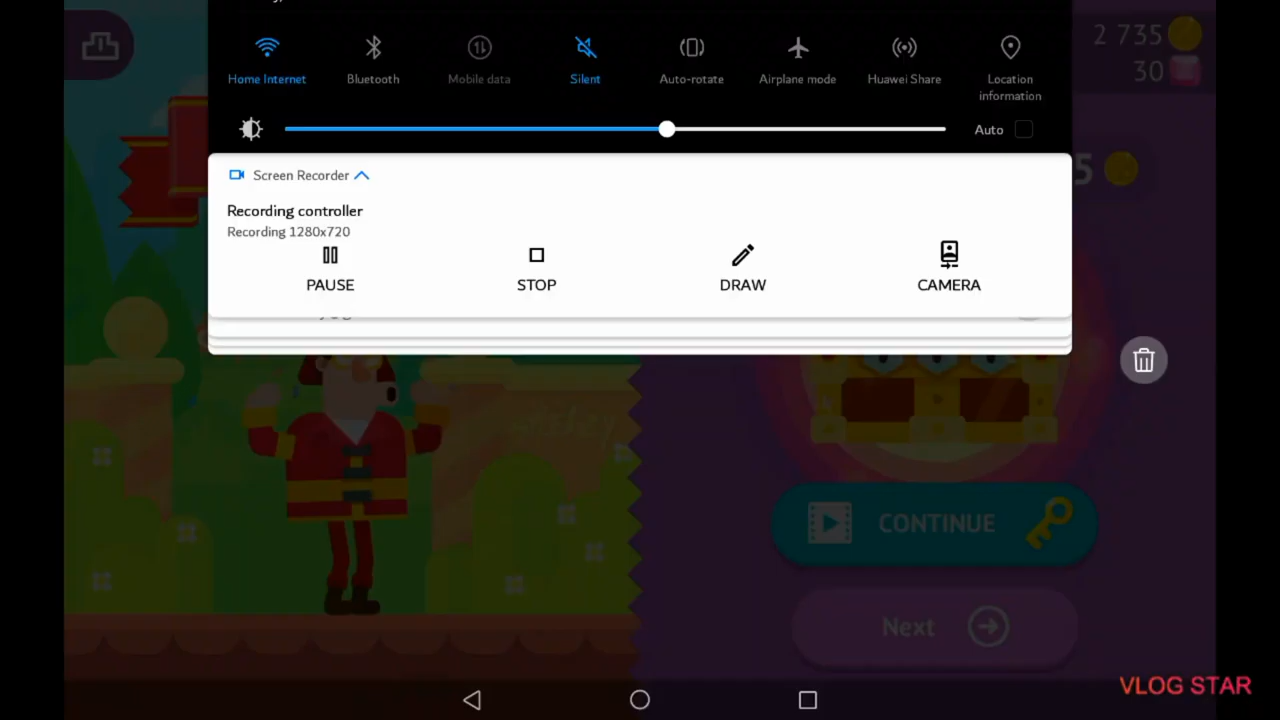 2 735
30
Home Internet
Bluetooth
Mobile data
Silent
Auto-rotate
Airplane mode
Huawei Share
Location
information
Auto
5
Screen Recorder
Recording controller
Recording 1280x720
PAUSE
STOP
DRAW
CAMERA
CONTINUE
Next
VLOG STAR